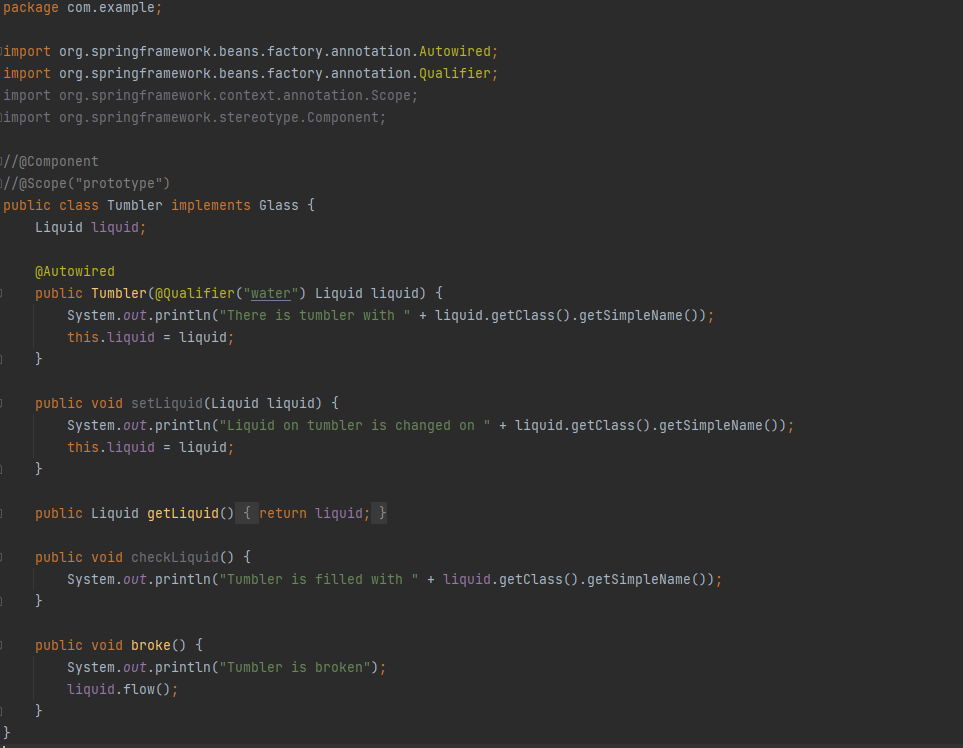 package com.example;

import org.springframework.beans.factory.annotation.Autowired;
import org.springframework.beans.factory.annotation.Qualifier;
import org.springframework.context.annotation.Scope;
import org.springframework.stereotype.Component;

//@Component
//@Scope("prototype")
public class Tumbler implements Glass {
    Liquid liquid;

    @Autowired
    public Tumbler(@Qualifier("water") Liquid liquid) {
        System.out.println("There is tumbler with " + liquid.getClass().getSimpleName());
        this.liquid = liquid;
    }

    public void setLiquid(Liquid liquid) {
        System.out.println("Liquid on tumbler is changed on " + liquid.getClass().getSimpleName());
        this.liquid = liquid;
    }

    public Liquid getLiquid() { return liquid; }

    public void checkLiquid() {
        System.out.println("Tumbler is filled with " + liquid.getClass().getSimpleName());
    }

    public void broke() {
        System.out.println("Tumbler is broken");
        liquid.flow();
    }
}